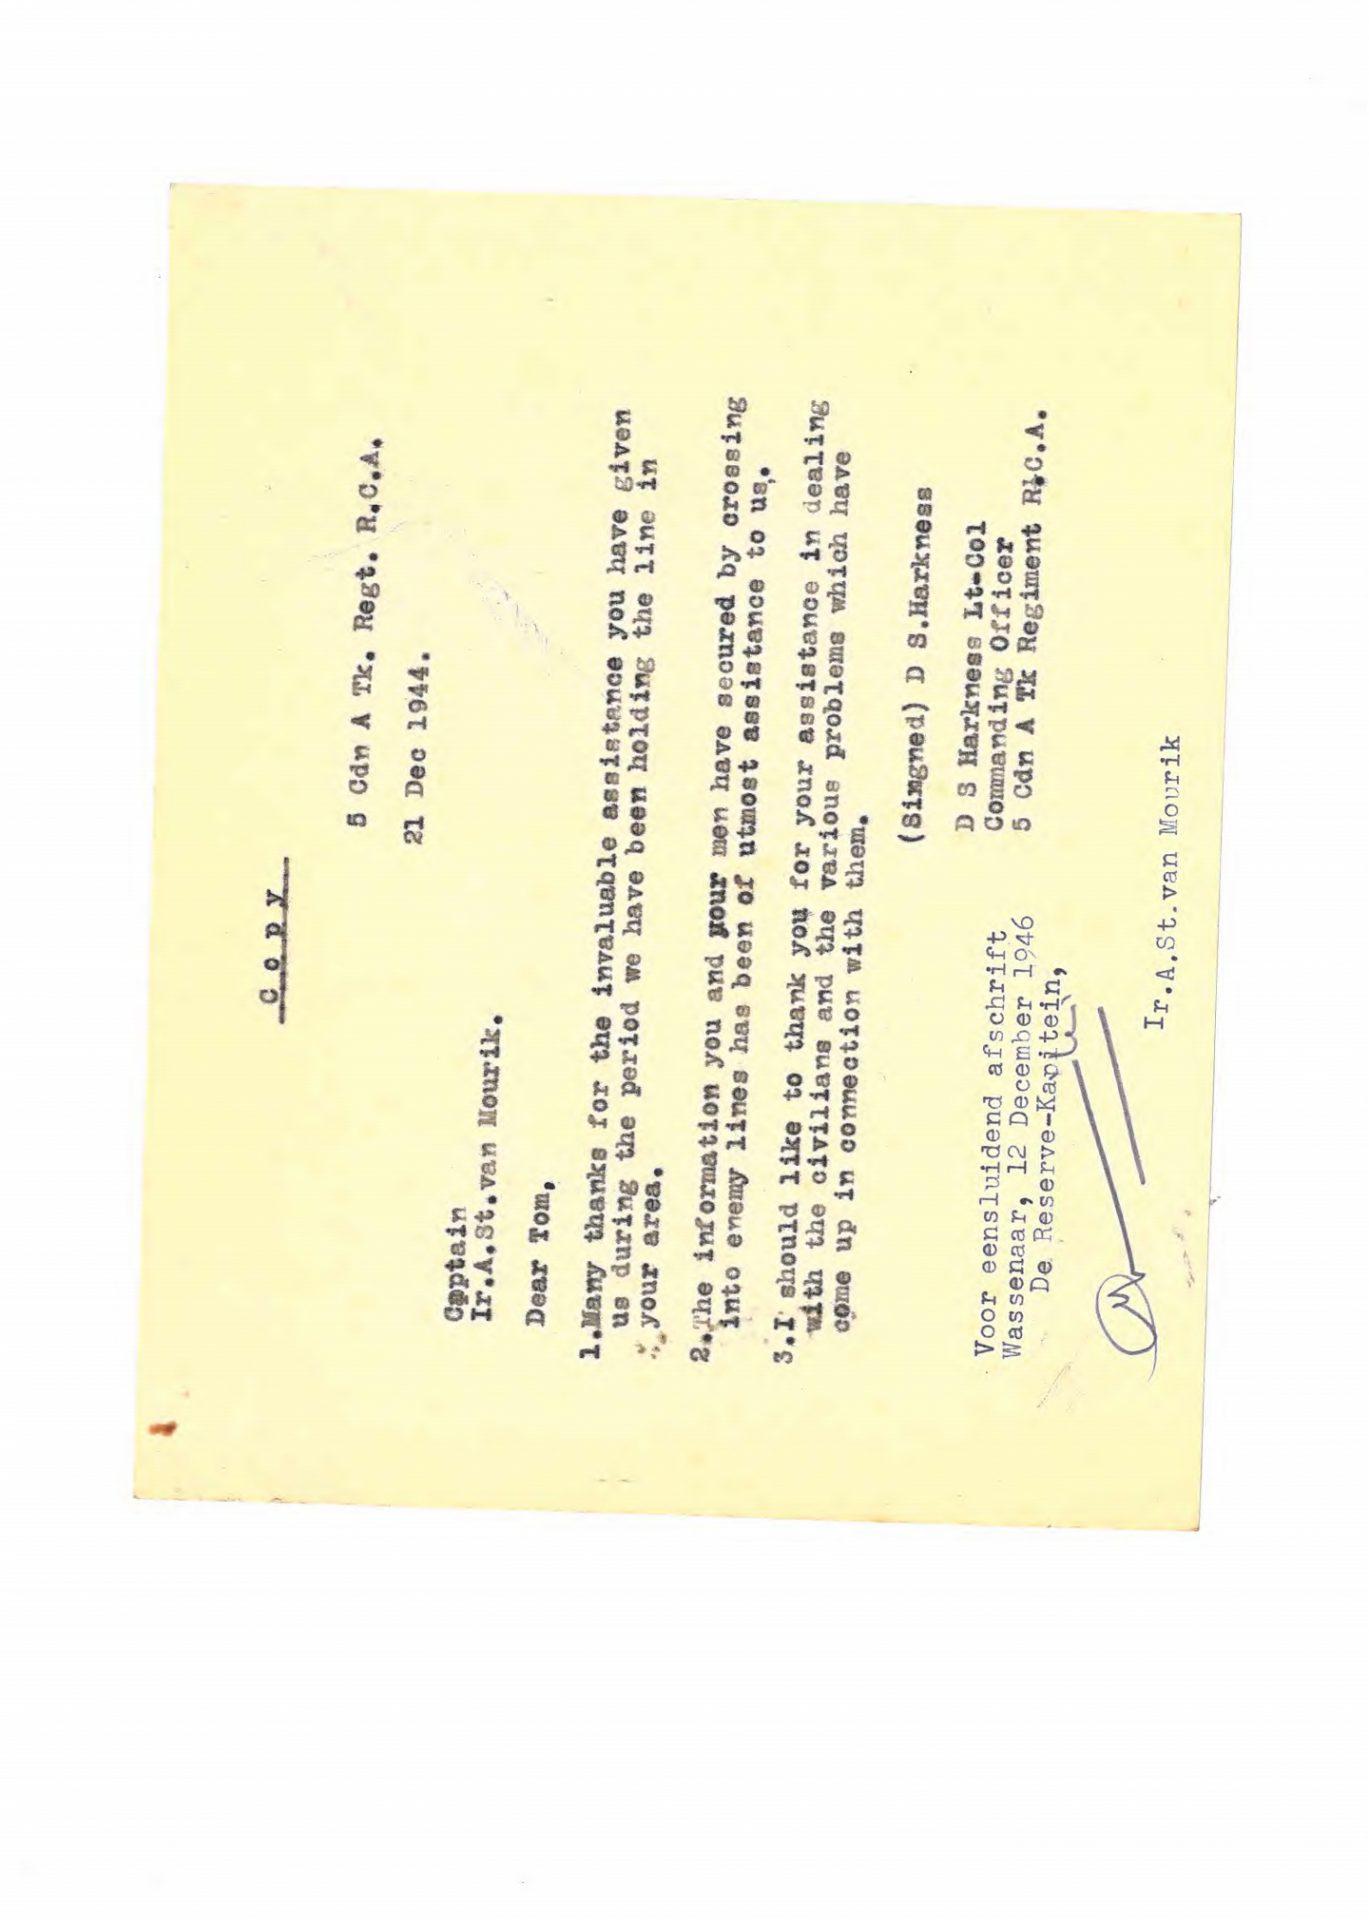 Copy
5 Cdn A Tk. Regt. R.C.A.
21 Dec 1944.
Captain
Ir.A.St.van Mourik.
Dear Tom,
1.Many thanks for the invaluable assistance you have given
us during the period we have been holding the line in
your area.
2.The information you and your men have secured by crossing
into enemy lines has been of utmost assistance to us.
3.I should like to thank you for your assistance in dealing
with the civilians and the various problems which have
come up in connection with them.
(Singned) D S.Harkness
D S Harkness Lt-Col
Commanding Officer
5 Cdn A Tk Regiment R.C.A.
Voor eensluidend afschrift
Wassenaar, 12 December 1946
De Reserve-Kapitein,
Ir.A.St.van Mourik